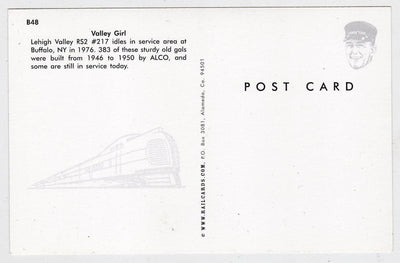 B48
Valley Girl
Lehigh Valley RS2 #217 idles in service area at
Buffalo, NY in 1976. 383 of these sturdy old gals
were built from 1946 to 1950 by ALCO, and
some are still in service today.
© WWW.MAILCARDS.COM, P.O. Box 3081, Alameda, Ca. 94501
POST CARD